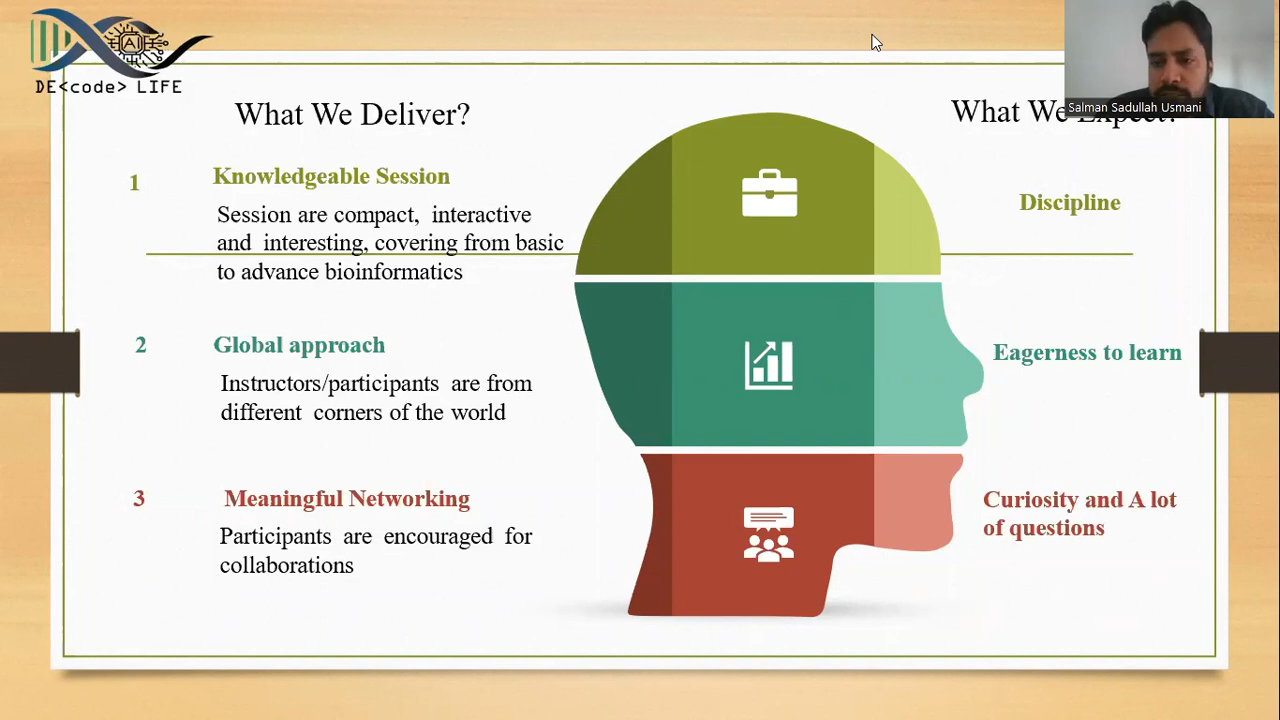 DE<code> LIFE
Salman Sadullah Usmani
What We Deliver?
What We Expect?
1
Knowledgeable Session
Session are compact, interactive
and interesting, covering from basic
to advance bioinformatics
Discipline
2
Global approach
Instructors/participants are from
different corners of the world
Eagerness to learn
3
Meaningful Networking
Participants are encouraged for
collaborations
Curiosity and A lot
of questions
AI